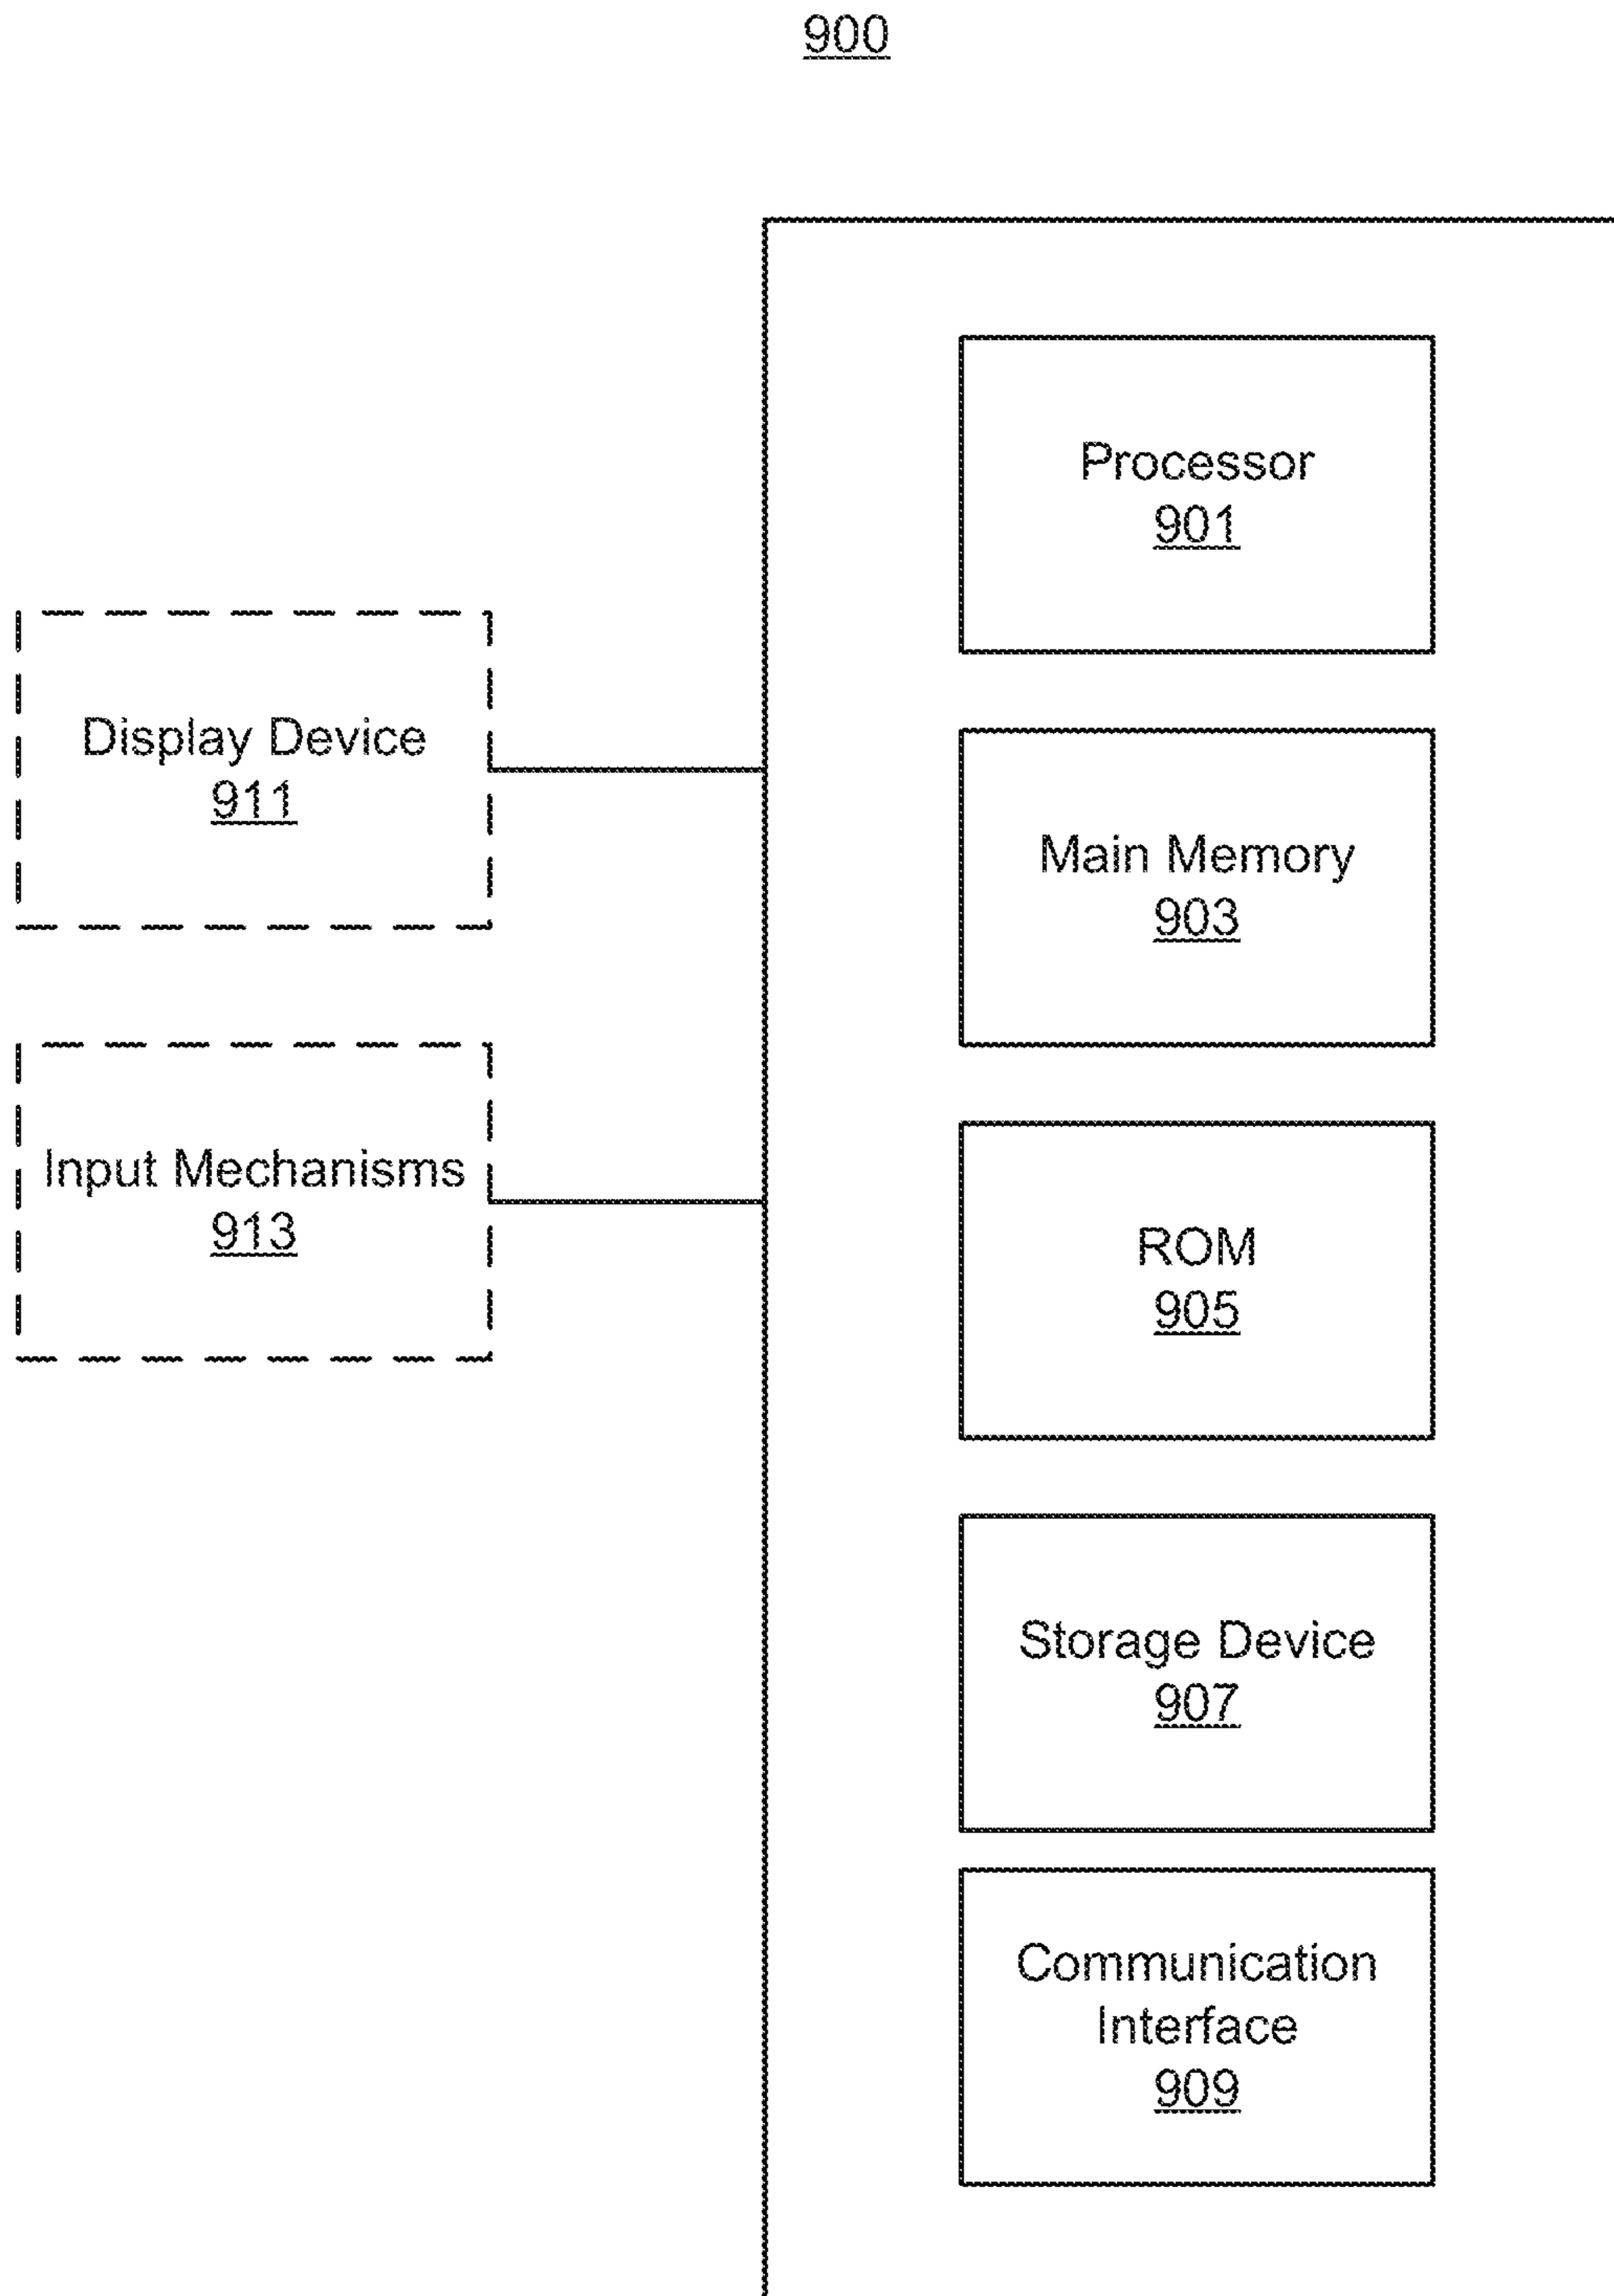 900
Processor
901
Display Device
911
Main Memory
903
Input Mechanisms
913
ROM
905
Storage Device
907
Communication
Interface
909